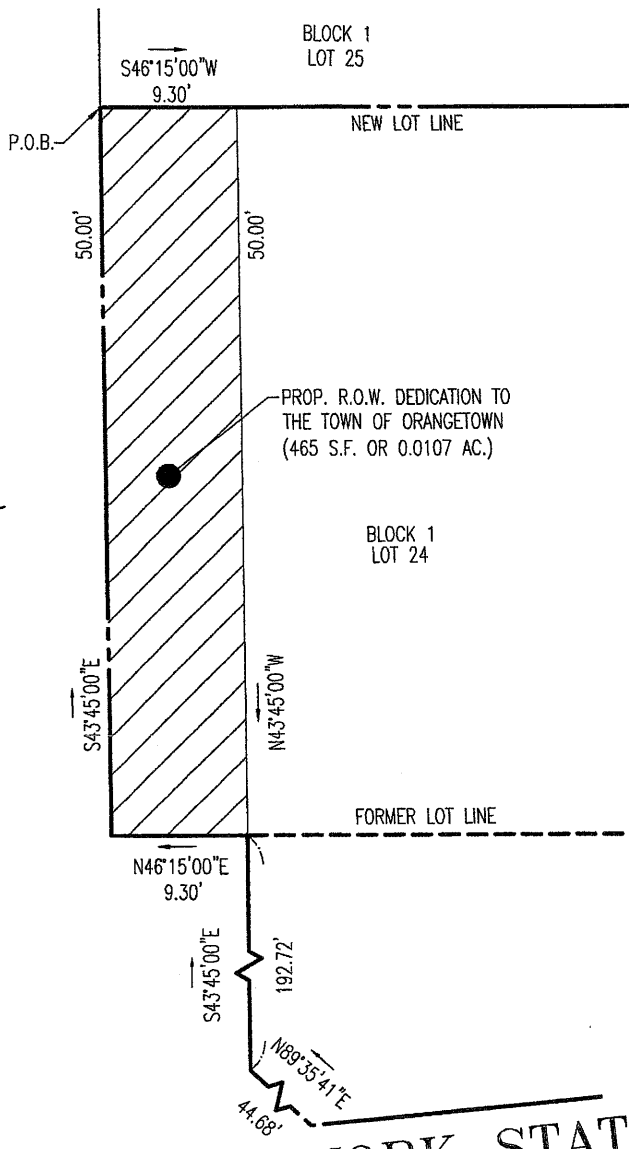 BLOCK 1
LOT 25
S46°15'00"W
9.30'
P.O.B.
NEW LOT LINE
50.00'
50.00'
PROP. R.O.W. DEDICATION TO
THE TOWN OF ORANGETOWN
(465 S.F. OR 0.0107 AC.)
BLOCK 1
LOT 24
S43°45'00"E
N43°45'00"W
FORMER LOT LINE
N46°15'00"E
9.30'
S43°45'00"E
192.72'
N89°35'41"E
44.68'